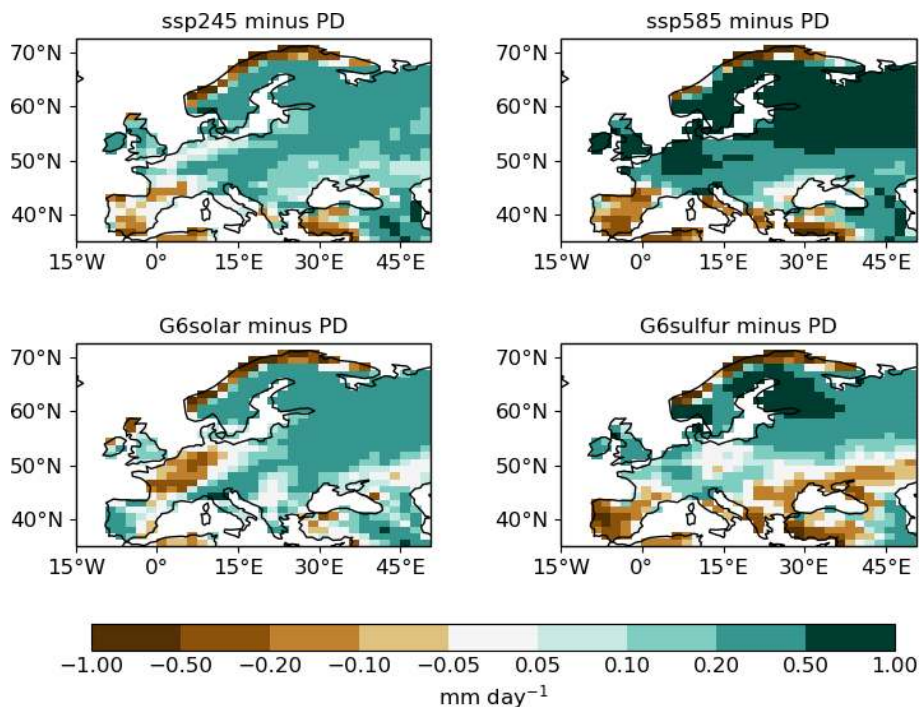 ssp245 minus PD
ssp585 minus PD
70°N
60°N
50°N
40°N
15°W 0° 15°E 30°E 45°E
70°N
60°N
50°N
40°N
15°W 0° 15°E 30°E 45°E
G6solar minus PD
G6sulfur minus PD
70°N
60°N
50°N
40°N
15°W 0° 15°E 30°E 45°E
70°N
60°N
50°N
40°N
15°W 0° 15°E 30°E 45°E
−1.00 −0.50 −0.20 −0.10 −0.05 0.05 0.10 0.20 0.50 1.00
mm day⁻¹